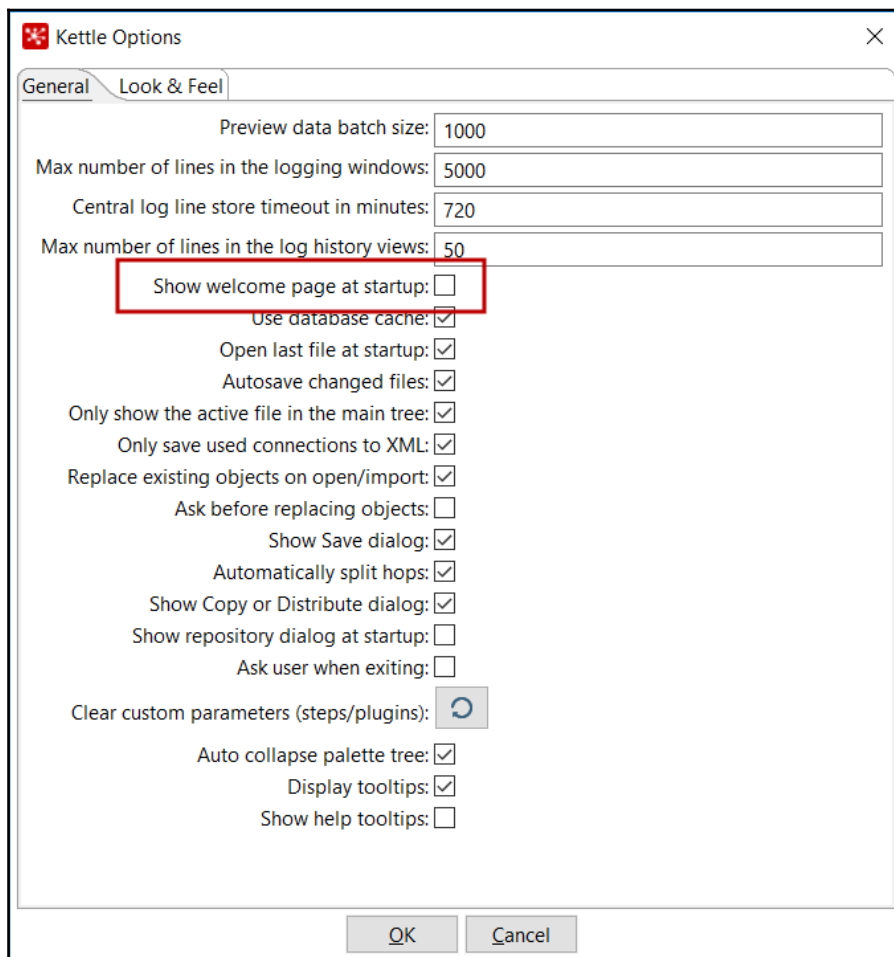 Kettle Options
General Look & Feel
Preview data batch size: 1000
Max number of lines in the logging windows: 5000
Central log line store timeout in minutes: 720
Max number of lines in the log history views: 50
Show welcome page at startup:
Use database cache:
Open last file at startup:
Autosave changed files:
Only show the active file in the main tree:
Only save used connections to XML:
Replace existing objects on open/import:
Ask before replacing objects:
Show Save dialog:
Automatically split hops:
Show Copy or Distribute dialog:
Show repository dialog at startup:
Ask user when exiting:
Clear custom parameters (steps/plugins):
Auto collapse palette tree:
Display tooltips:
Show help tooltips:
OK Cancel